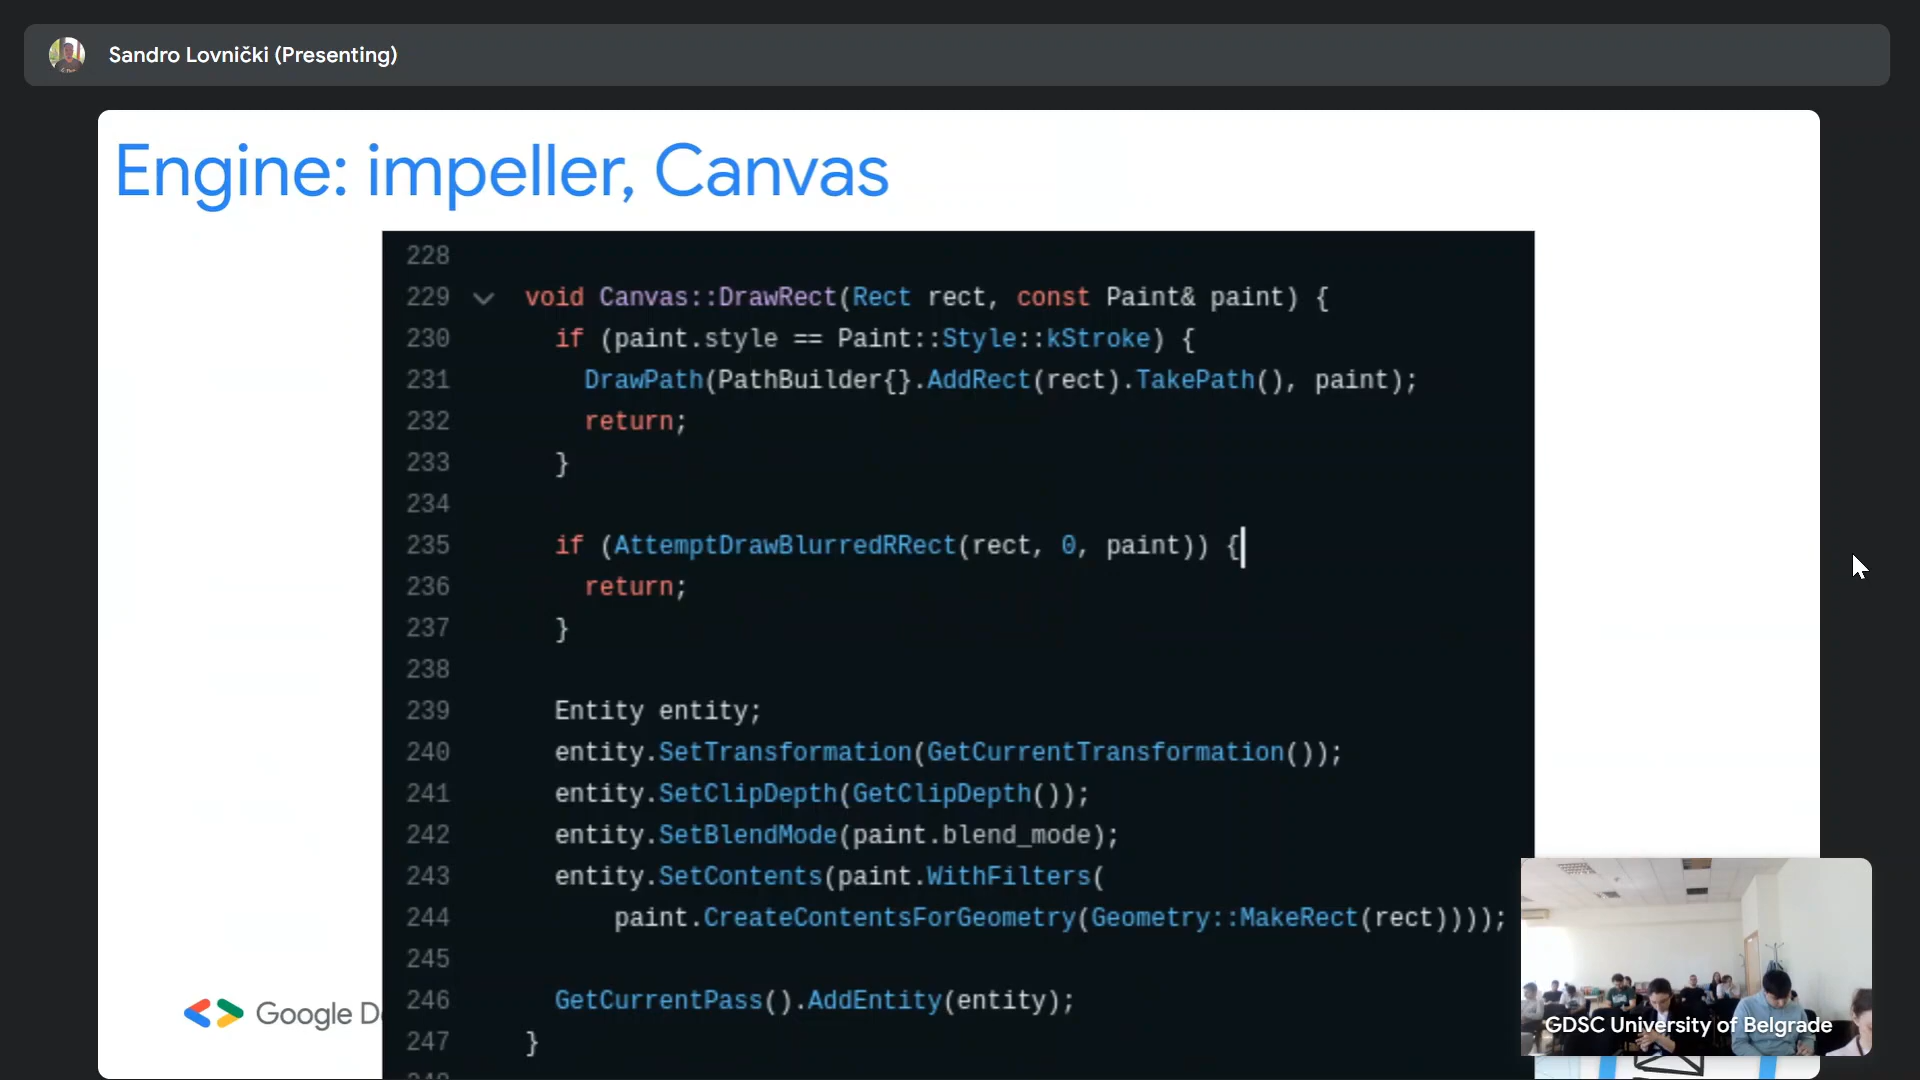 Sandro Lovnički (Presenting)
Engine: impeller, Canvas
228
229 void Canvas::DrawRect(Rect rect, const Paint& paint) {
230 if (paint.style == Paint::Style::kStroke) {
231 DrawPath(PathBuilder{}.AddRect(rect).TakePath(), paint);
232 return;
233 }
234
235 if (AttemptDrawBlurredRRect(rect, 0, paint)) {
236 return;
237 }
238
239 Entity entity;
240 entity.SetTransformation(GetCurrentTransformation());
241 entity.SetClipDepth(GetClipDepth());
242 entity.SetBlendMode(paint.blend_mode);
243 entity.SetContents(paint.WithFilters(
244 paint.CreateContentsForGeometry(Geometry::MakeRect(rect))));
245
246 GetCurrentPass().AddEntity(entity);
247 }
Google D
GDSC University of Belgrade